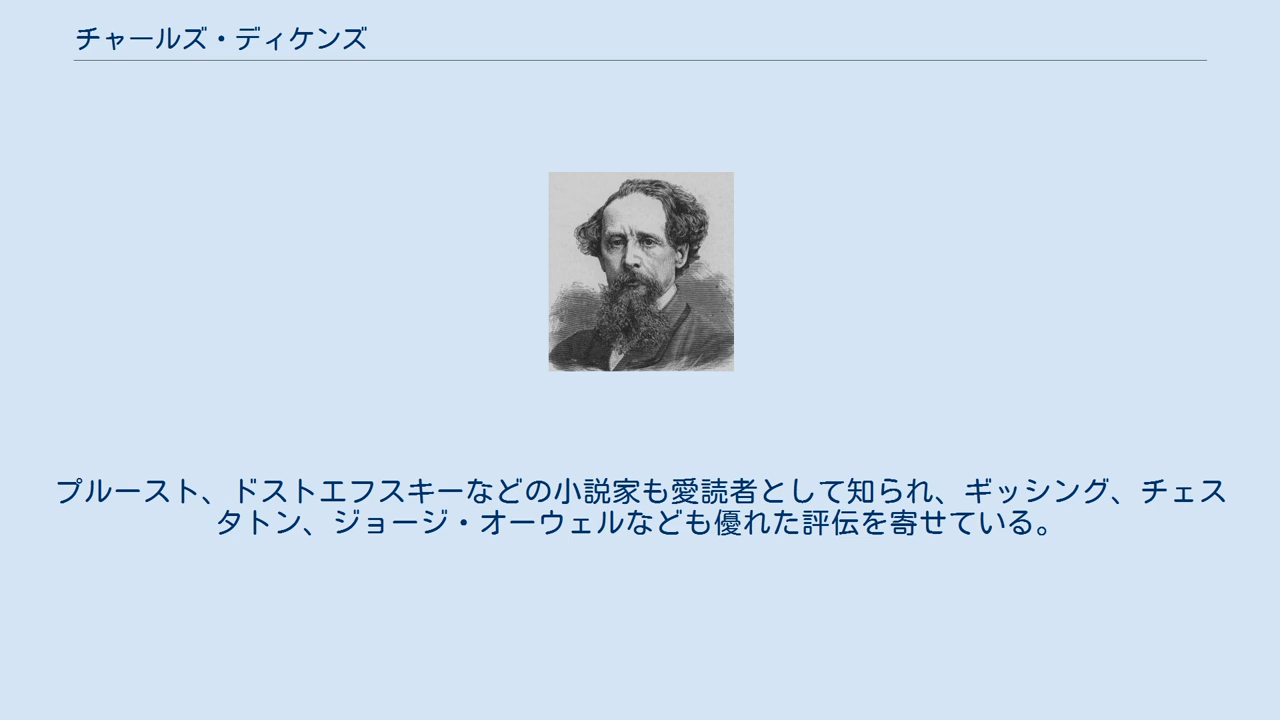 チャールズ・ディケンズ
プルースト、ドストエフスキーなどの小説家も愛読者として知られ、ギッシング、チェス
タトン、ジョージ・オーウェルなども優れた評伝を寄せている。